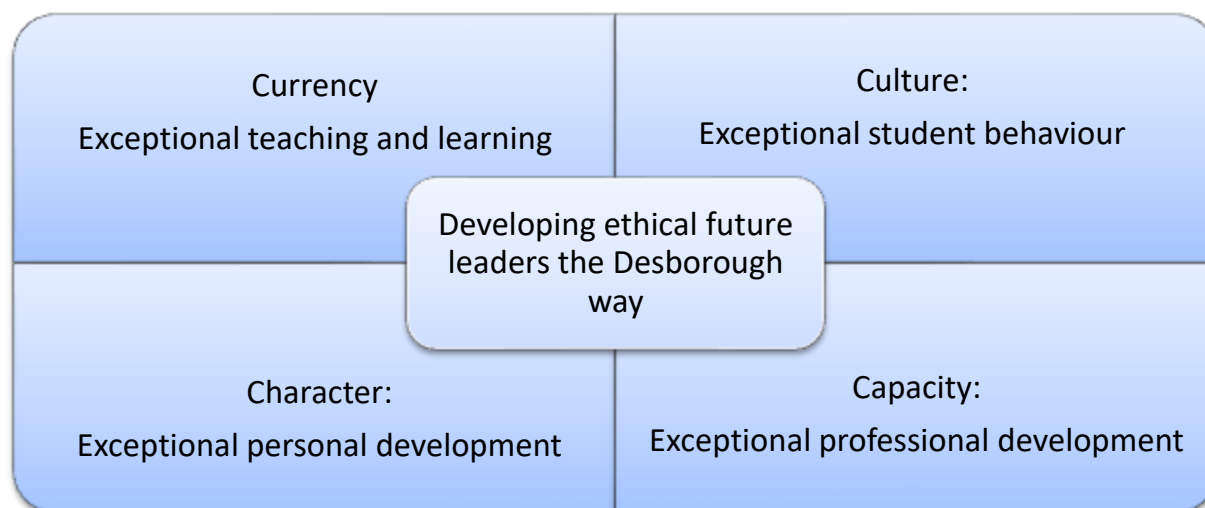 Currency
Exceptional teaching and learning
Culture:
Exceptional student behaviour
Developing ethical future
leaders the Desborough
way
Character:
Exceptional personal development
Capacity:
Exceptional professional development